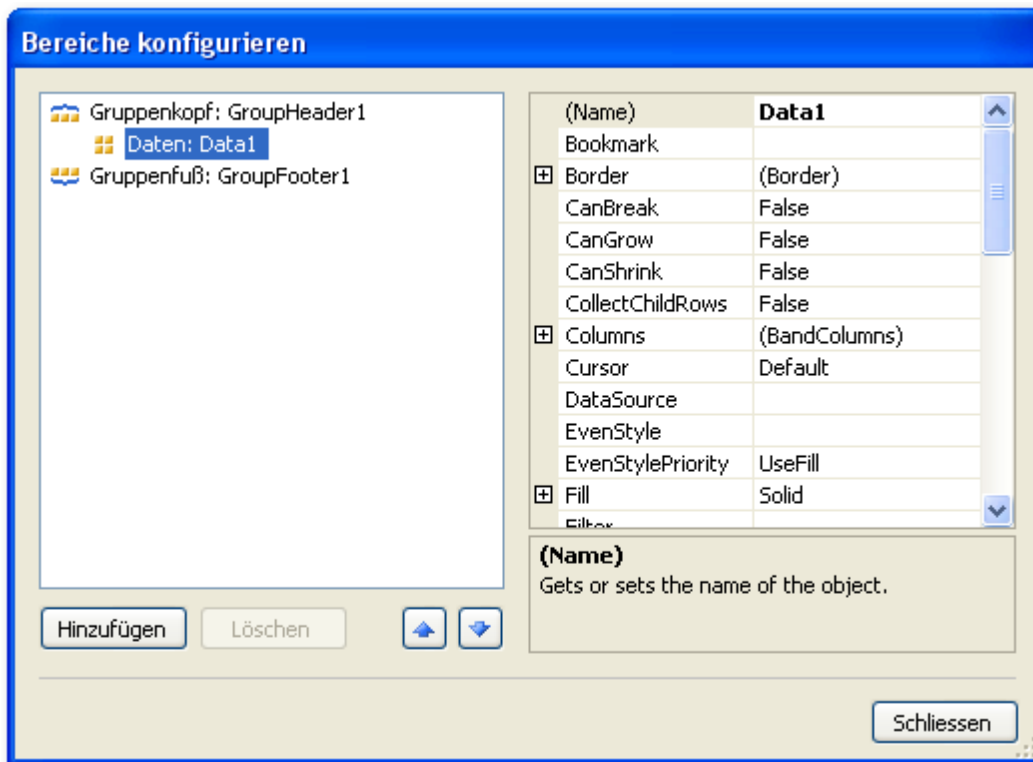 Bereiche konfigurieren
Gruppenkopf: GroupHeader1
Daten: Data1
Gruppenfuß: GroupFooter1
(Name) Data1
Bookmark
Border (Border)
CanBreak False
CanGrow False
CanShrink False
CollectChildRows False
Columns (BandColumns)
Cursor Default
DataSource
EvenStyle
EvenStylePriority UseFill
Fill Solid
Filter
(Name)
Gets or sets the name of the object.
Hinzufügen Löschen
Schliessen